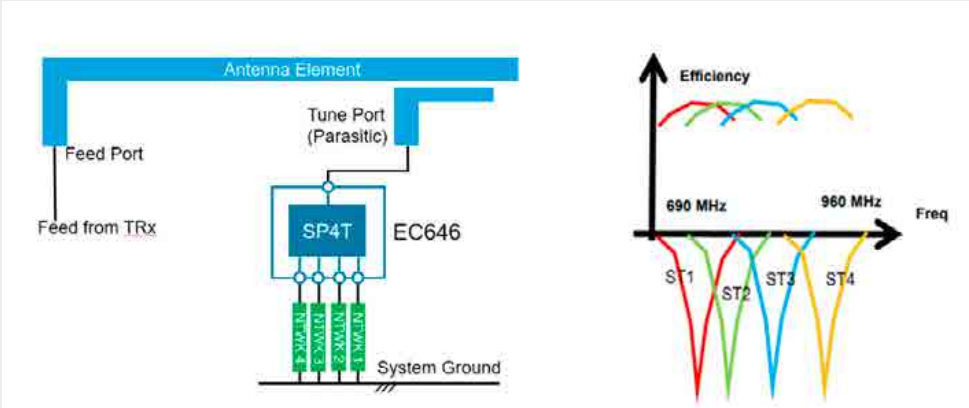 Antenna Element
Tune Port
(Parasitic)
Feed Port
Feed from TRx
SP4T
EC646
NTWK 4
NTWK 3
NTWK 2
NTWK 1
System Ground
Efficiency
690 MHz
960 MHz
Freq
ST1
ST2
ST3
ST4